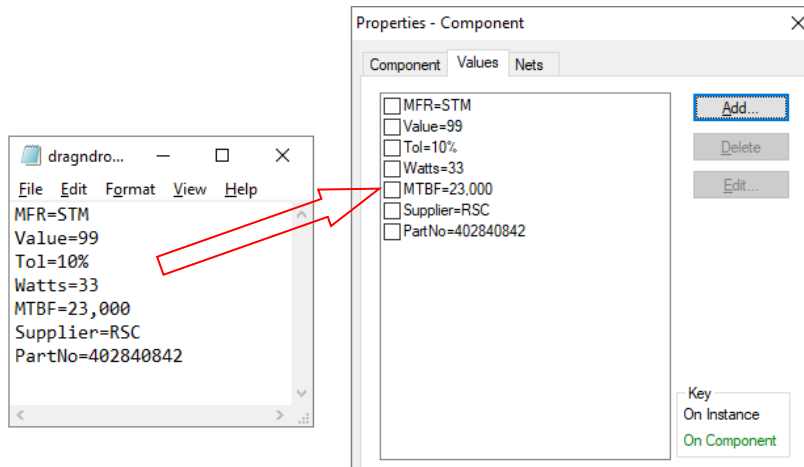 dragndro...
File Edit Format View Help
MFR=STM
Value=99
Tol=10%
Watts=33
MTBF=23,000
Supplier=RSC
PartNo=402840842
Properties - Component
Component Values Nets
MFR=STM
Value=99
Tol=10%
Watts=33
MTBF=23,000
Supplier=RSC
PartNo=402840842
Add...
Delete
Edit...
Key
On Instance
On Component